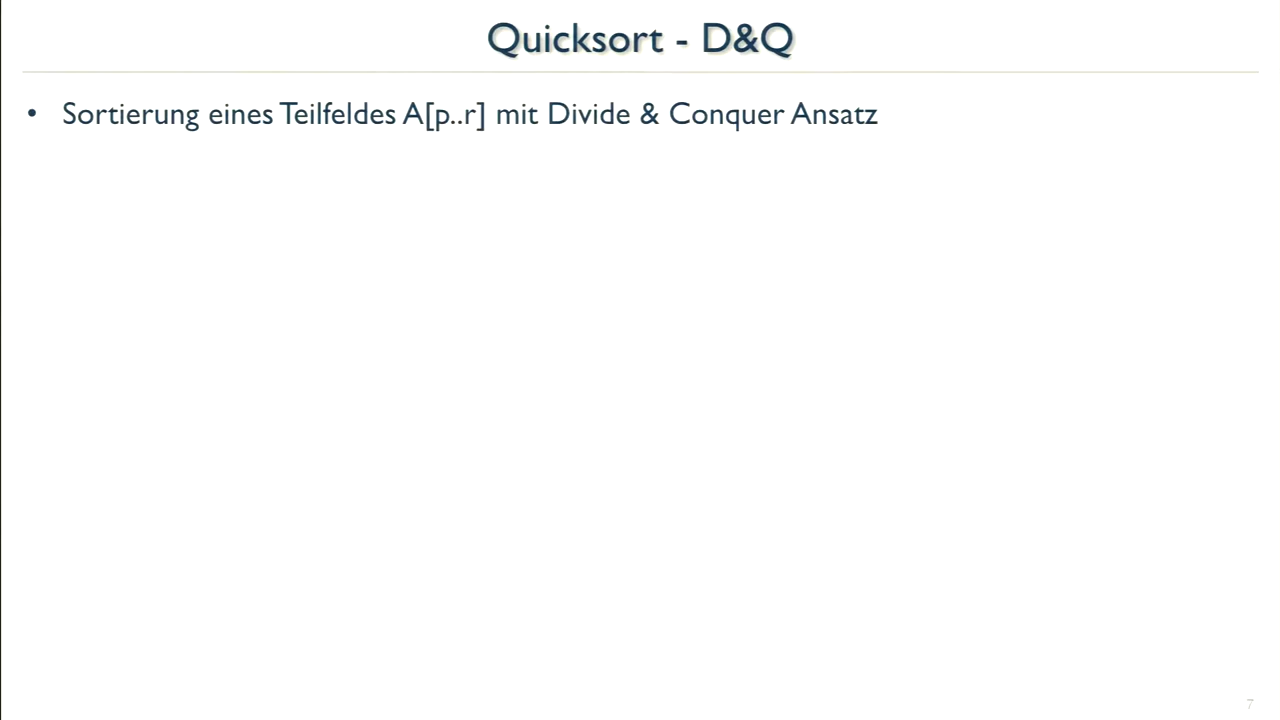 Quicksort - D&Q
• Sortierung eines Teilfeldes A[p..r] mit Divide & Conquer Ansatz
7